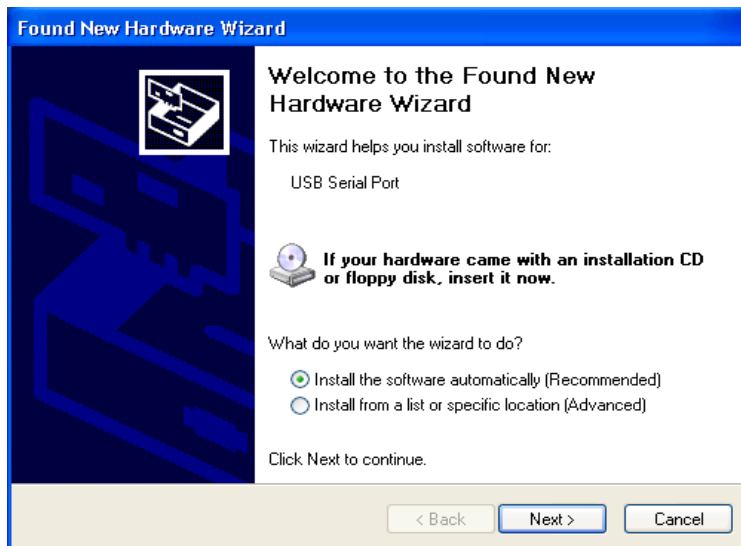 Found New Hardware Wizard
Welcome to the Found New
Hardware Wizard
This wizard helps you install software for:
USB Serial Port
If your hardware came with an installation CD
or floppy disk, insert it now.
What do you want the wizard to do?
Install the software automatically (Recommended)
Install from a list or specific location (Advanced)
Click Next to continue.
< Back Next > Cancel